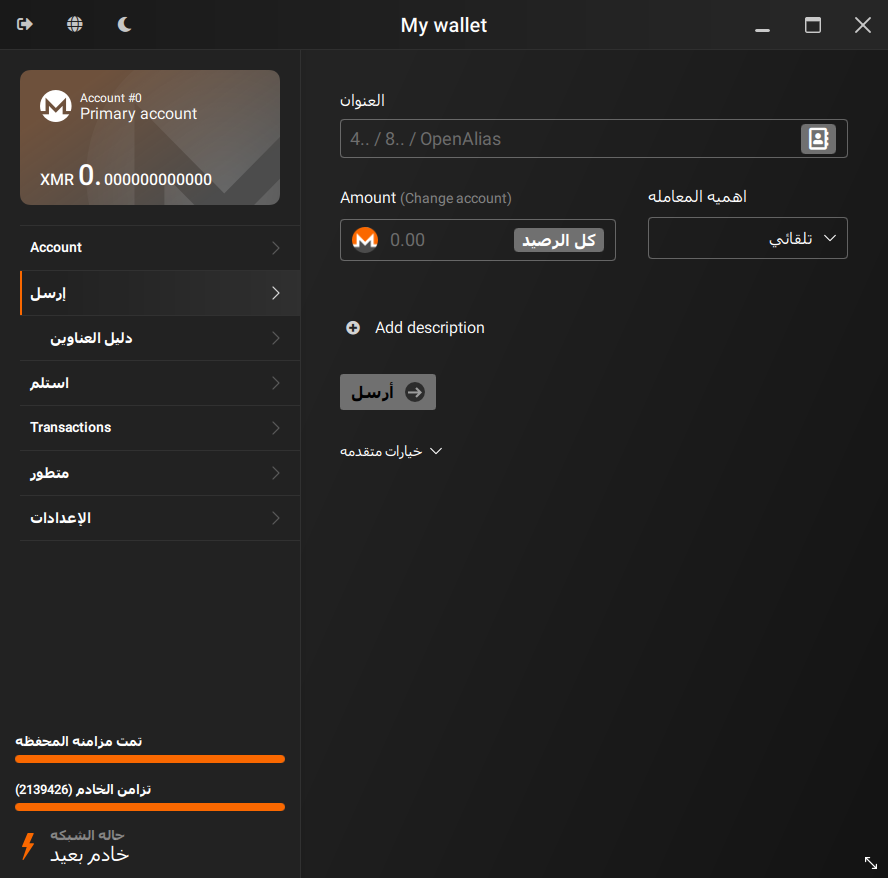 My wallet
Account #0
Primary account
XMR 0.000000000000
Account
إرسل
دليل العناوين
استلم
Transactions
متطور
الإعدادات
تمت مزامنه المحفظه
تزامن الخادم (2139426)
حاله الشبكه
خادم بعيد
العنوان
4.. / 8.. / OpenAlias
Amount (Change account)
0.00 كل الرصيد
اهميه المعامله
تلقائي
Add description
أرسل
خيارات متقدمه